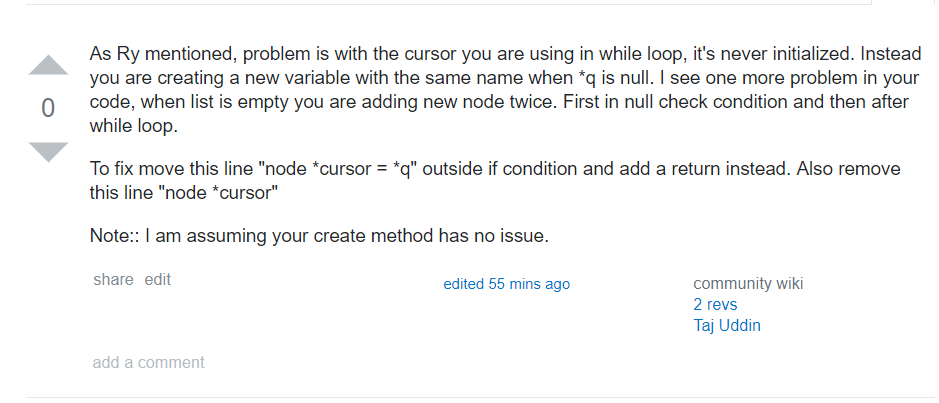 As Ry mentioned, problem is with the cursor you are using in while loop, it's never initialized. Instead
you are creating a new variable with the same name when *q is null. I see one more problem in your
code, when list is empty you are adding new node twice. First in null check condition and then after
while loop.
0
To fix move this line "node *cursor = *q" outside if condition and add a return instead. Also remove
this line "node *cursor"
Note:: I am assuming your create method has no issue.
share edit
edited 55 mins ago
community wiki
2 revs
Taj Uddin
add a comment